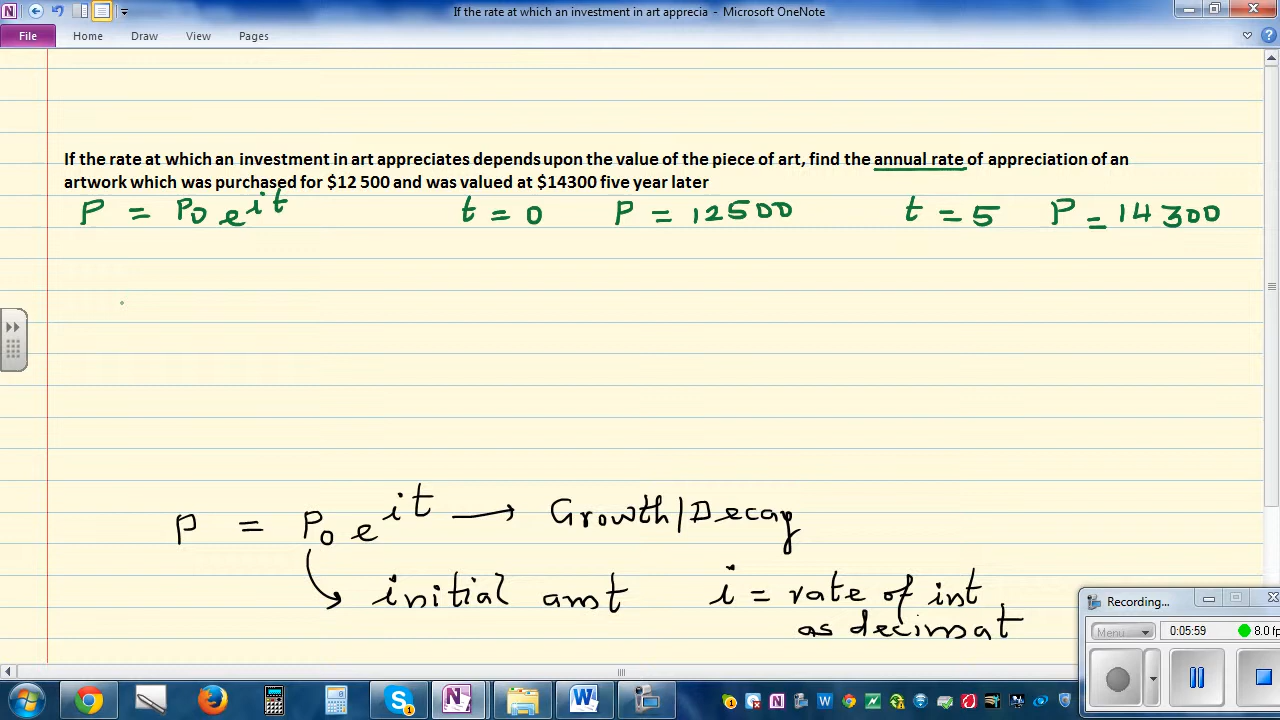 If the rate at which an investment in art apprecia - Microsoft OneNote
File Home Draw View Pages
If the rate at which an investment in art appreciates depends upon the value of the piece of art, find the annual rate of appreciation of an
artwork which was purchased for $12 500 and was valued at $14300 five year later
P = P₀ e^it t = 0 P = 12500 t = 5 P = 14300
P = P₀ e^it → Growth/Decay
initial amt i = rate of int
as decimal
Recording...
Menu 0:05:59 8.0 fp